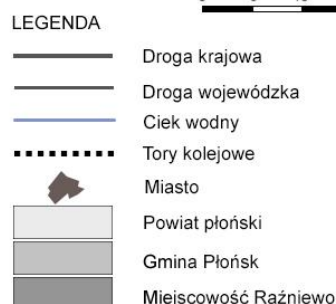 LEGENDA
Droga krajowa
Droga wojewódzka
Ciek wodny
Tory kolejowe
Miasto
Powiat płoński
Gmina Płońsk
Miejscowość Raźniewo